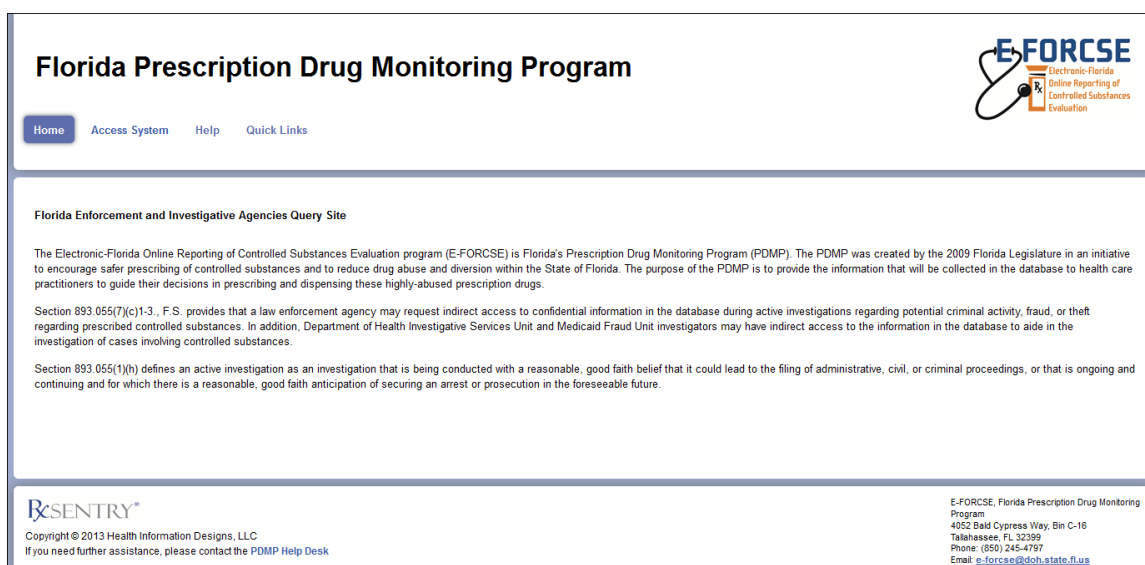 Florida Prescription Drug Monitoring Program
E-FORCSE
Electronic-Florida
Online Reporting of
Controlled Substances
Evaluation
Rx
Home Access System Help Quick Links
Florida Enforcement and Investigative Agencies Query Site
The Electronic-Florida Online Reporting of Controlled Substances Evaluation program (E-FORCSE) is Florida's Prescription Drug Monitoring Program (PDMP). The PDMP was created by the 2009 Florida Legislature in an initiative
to encourage safer prescribing of controlled substances and to reduce drug abuse and diversion within the State of Florida. The purpose of the PDMP is to provide the information that will be collected in the database to health care
practitioners to guide their decisions in prescribing and dispensing these highly-abused prescription drugs.
Section 893.055(7)(c)1-3., F.S. provides that a law enforcement agency may request indirect access to confidential information in the database during active investigations regarding potential criminal activity, fraud, or theft
regarding prescribed controlled substances. In addition, Department of Health Investigative Services Unit and Medicaid Fraud Unit investigators may have indirect access to the information in the database to aide in the
investigation of cases involving controlled substances.
Section 893.055(1)(h) defines an active investigation as an investigation that is being conducted with a reasonable, good faith belief that it could lead to the filing of administrative, civil, or criminal proceedings, or that is ongoing and
continuing and for which there is a reasonable, good faith anticipation of securing an arrest or prosecution in the foreseeable future.
RxSENTRY®
Copyright © 2013 Health Information Designs, LLC
If you need further assistance, please contact the PDMP Help Desk
E-FORCSE, Florida Prescription Drug Monitoring
Program
4052 Bald Cypress Way, Bin C-16
Tallahassee, FL 32399
Phone: (850) 245-4797
Email: e-forcse@doh.state.fl.us